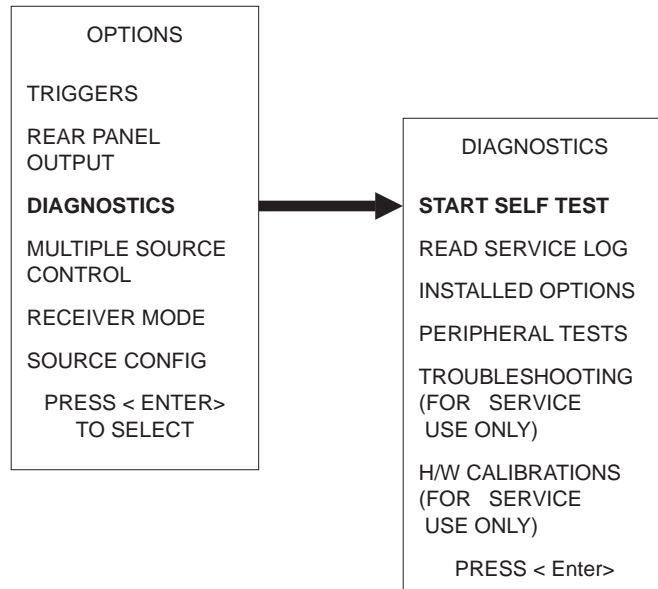 OPTIONS
TRIGGERS
REAR PANEL
OUTPUT
DIAGNOSTICS
MULTIPLE SOURCE
CONTROL
RECEIVER MODE
SOURCE CONFIG
PRESS < ENTER>
TO SELECT
DIAGNOSTICS
START SELF TEST
READ SERVICE LOG
INSTALLED OPTIONS
PERIPHERAL TESTS
TROUBLESHOOTING
(FOR SERVICE
USE ONLY)
H/W CALIBRATIONS
(FOR SERVICE
USE ONLY)
PRESS < Enter>